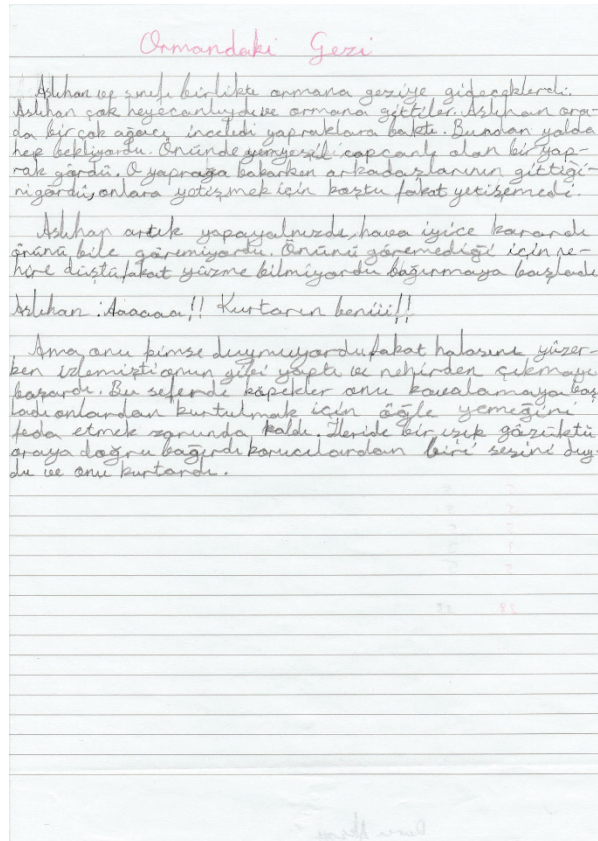 Ormandaki Gezi
Aslıhan ve sınıfı birlikte ormana geziye gideceklerdi.
Aslıhan çok heyecanlıydı ve ormana gittiler. Aslıhan ora-
da bir çok ağacı inceledi yapraklara baktı. Bundan yolda
hep bekliyordu. Önünde yemyeşil capcanlı olan bir yap-
rak gördü. O yaprağa bakarken arkadaşlarının gittiği-
ni gördü, onlara yetişmek için koştu fakat yetişemedi.
Aslıhan artık yapayalnızdı, hava iyice karardı
önünü bile göremiyordu. Önünü göremediği için ne-
hire düştü, fakat yüzme bilmiyordu bağırmaya başladı
Aslıhan : Aaaaaa!! Kurtarın beniii!!
Ama onu kimse duymuyordu fakat halasını yüzer-
ken izlemişti onun gibi yaptı ve nehirden çıkmayı
başardı. Bu seferde köpekler onu kovalamaya baş
ladı onlardan kurtulmak için öğle yemeğini
feda etmek zorunda kaldı. İleride bir ışık gözüktü
oraya doğru bağırdı korucılardan biri sesini duy-
du ve onu kurtardı.